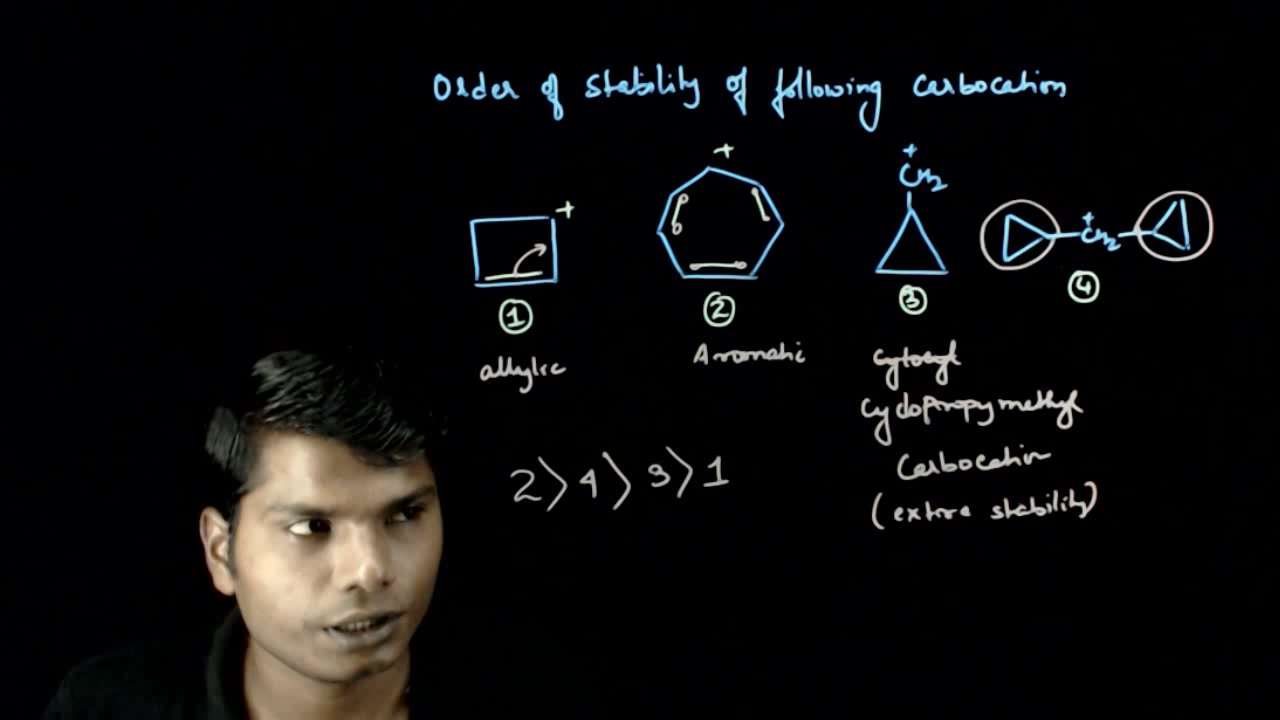 Order of stability of following carbocation
+
+
+
CH2
+
CH2
1
2
3
4
allylic
Aromatic
cyclopropymethyl
Carbocation
(extra stability)
2 > 4 > 3 > 1